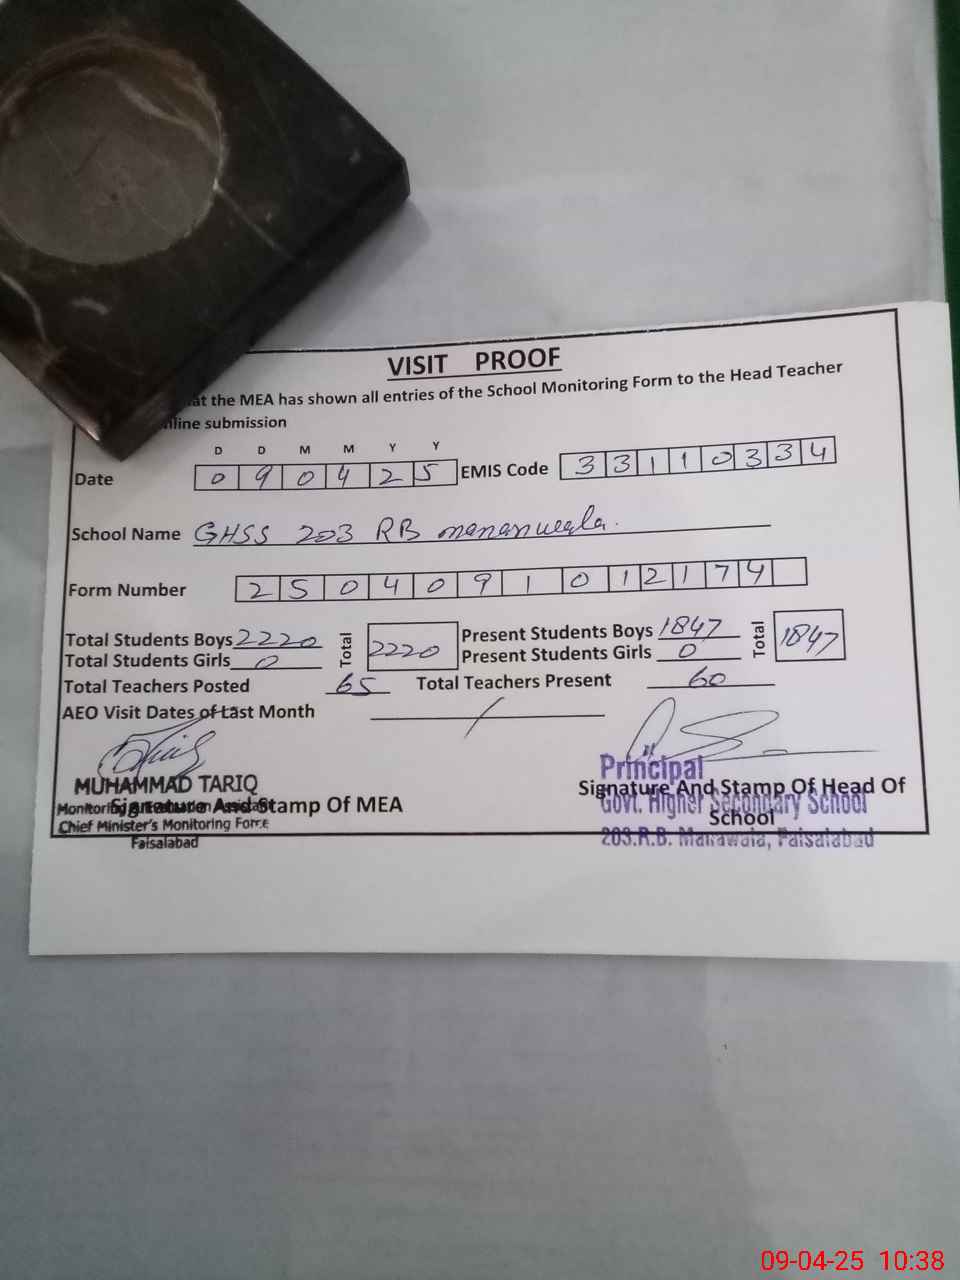 VISIT PROOF
at the MEA has shown all entries of the School Monitoring Form to the Head Teacher
nline submission
D D M M Y Y
Date 0 9 0 4 2 5 EMIS Code 3 3 1 1 0 3 3 4
School Name GHSS 203 RB mananwala.
Form Number 2 5 0 4 0 9 1 0 1 2 1 7 4
Total Students Boys 2220 Total 2220 Present Students Boys 1847 Total 1847
Total Students Girls 0 Present Students Girls 0
Total Teachers Posted 65 Total Teachers Present 60
AEO Visit Dates of Last Month /
MUHAMMAD TARIQ
Signature And Stamp Of MEA
Monitoring
Chief Minister's Monitoring Force
Faisalabad
Principal
Signature And Stamp Of Head Of
School
Govt. Higher Secondary School
203.R.B. Manawala, Faisalabad
09-04-25 10:38